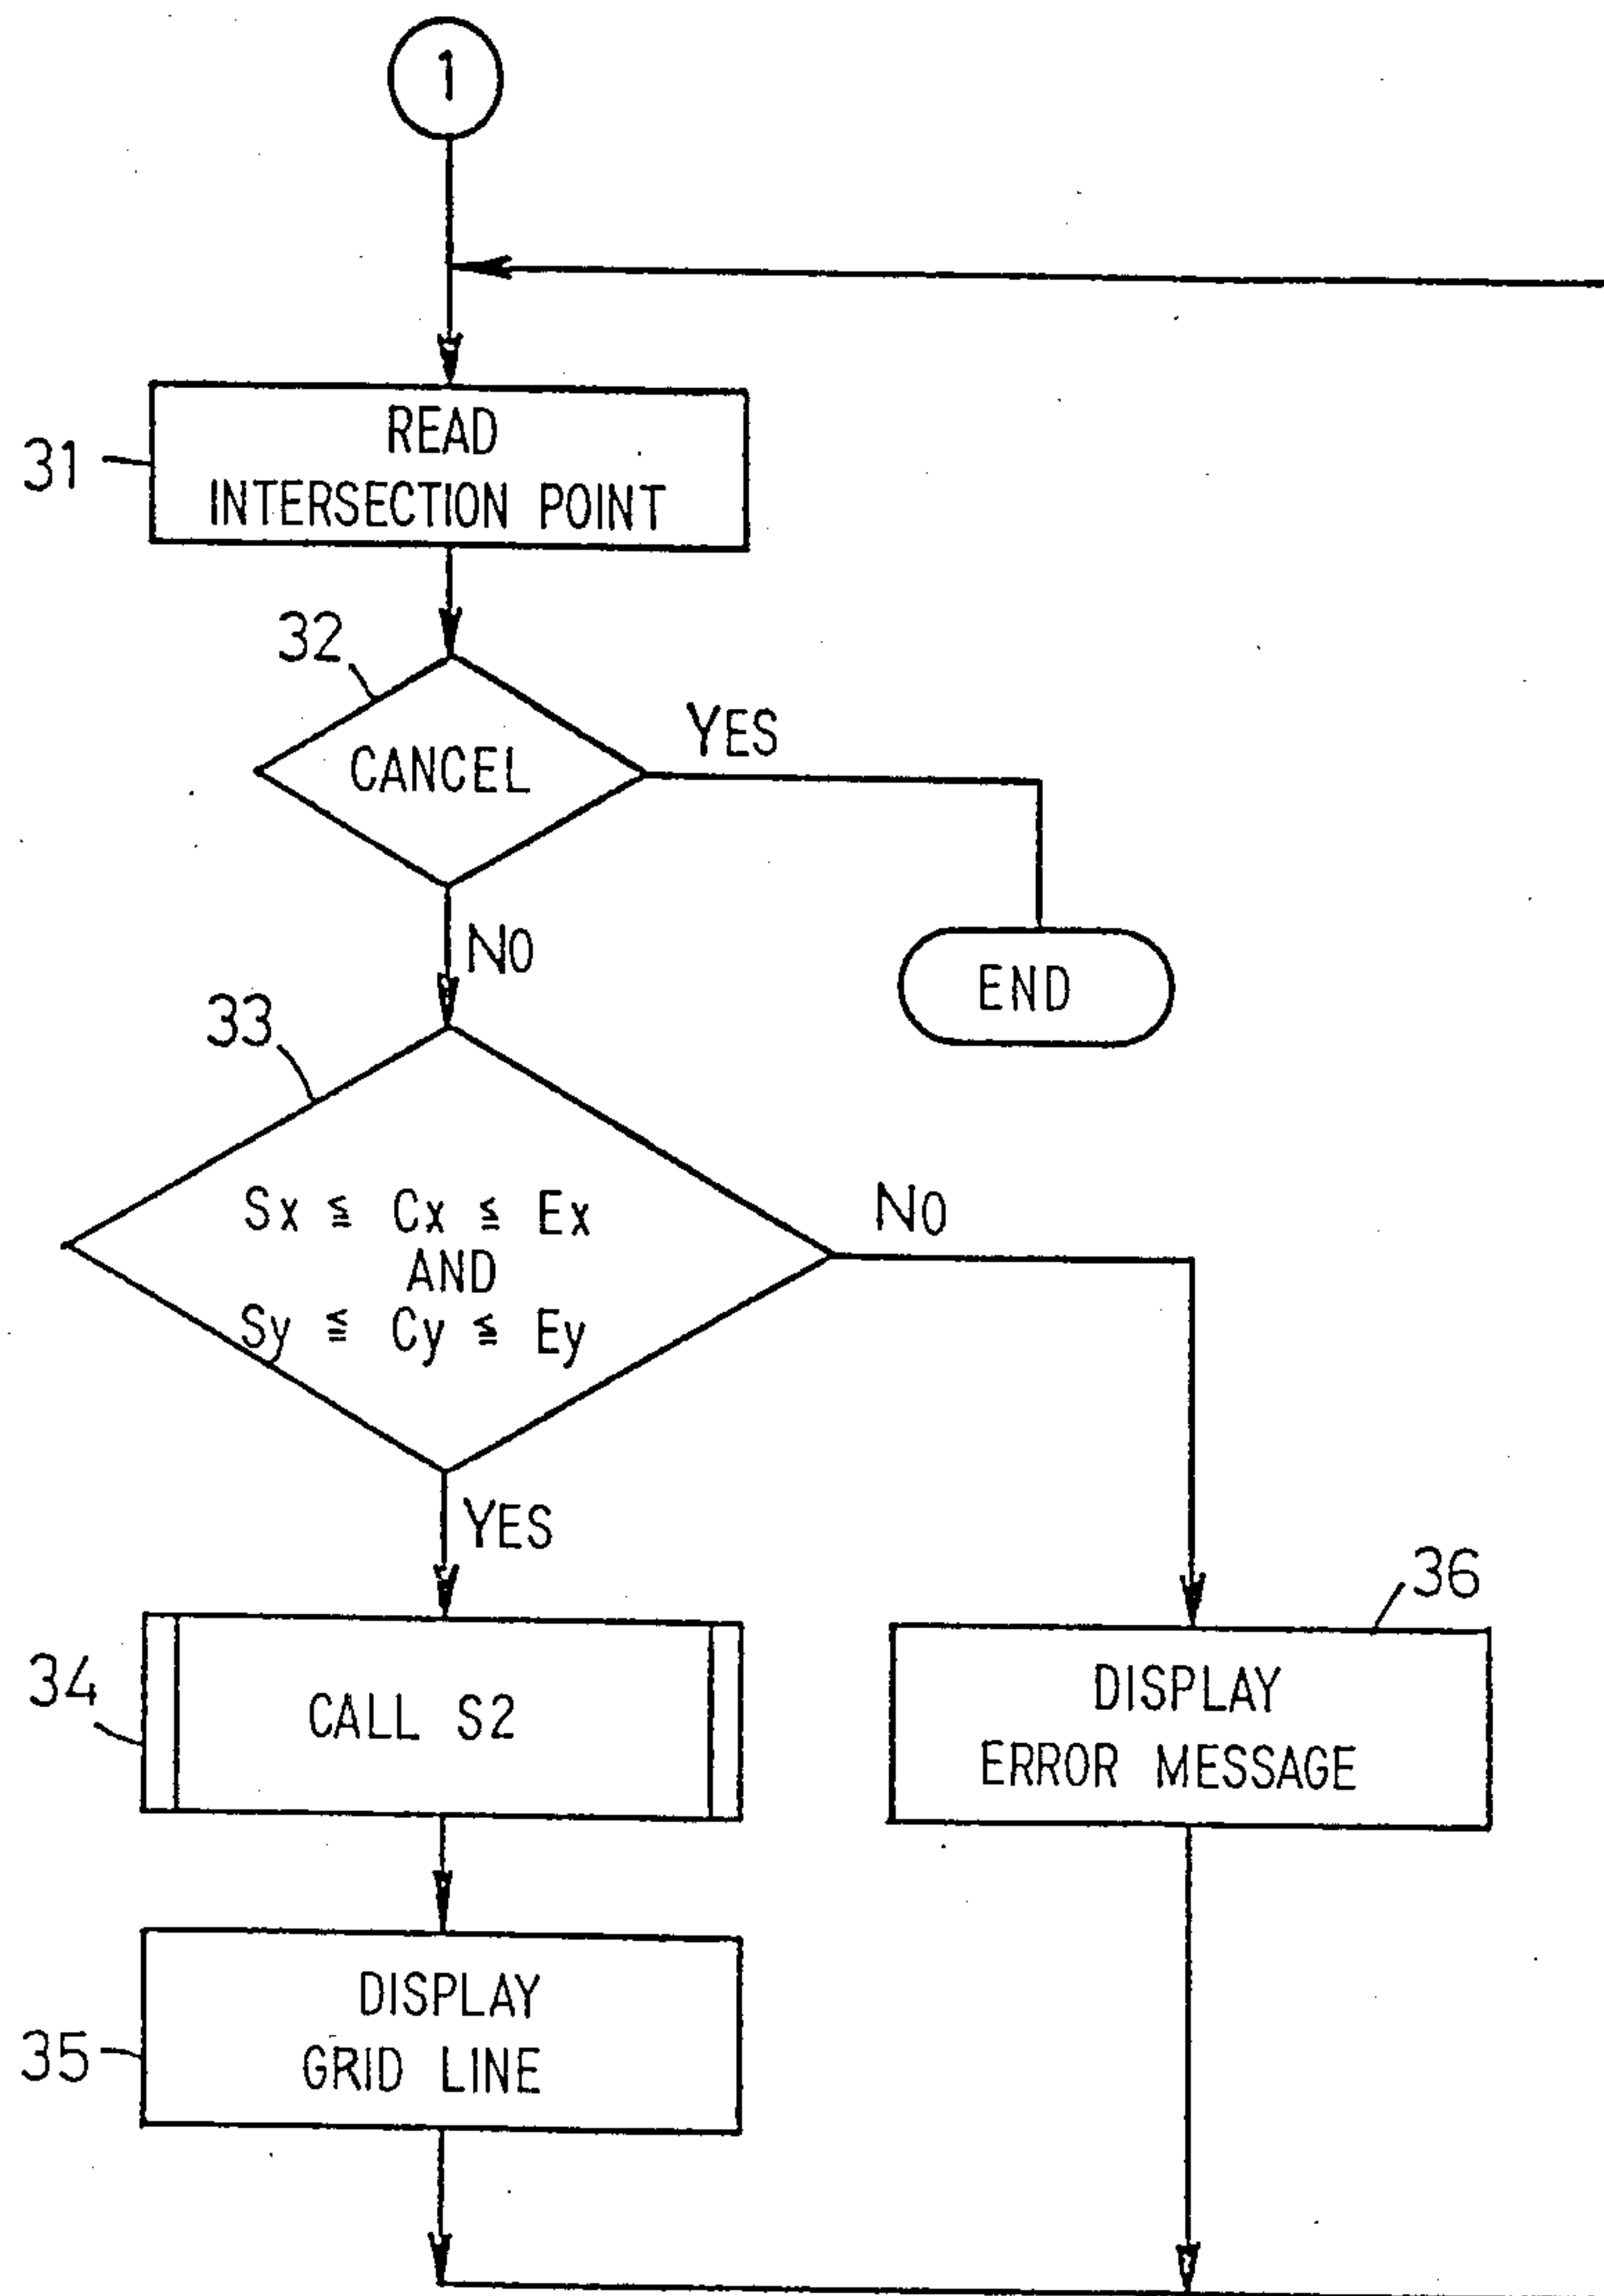 1
31
READ
INTERSECTION POINT
32
CANCEL
YES
NO
END
33
Sx ≦ Cx ≦ Ex
AND
Sy ≦ Cy ≦ Ey
NO
YES
34
CALL S2
36
DISPLAY
ERROR MESSAGE
35
DISPLAY
GRID LINE